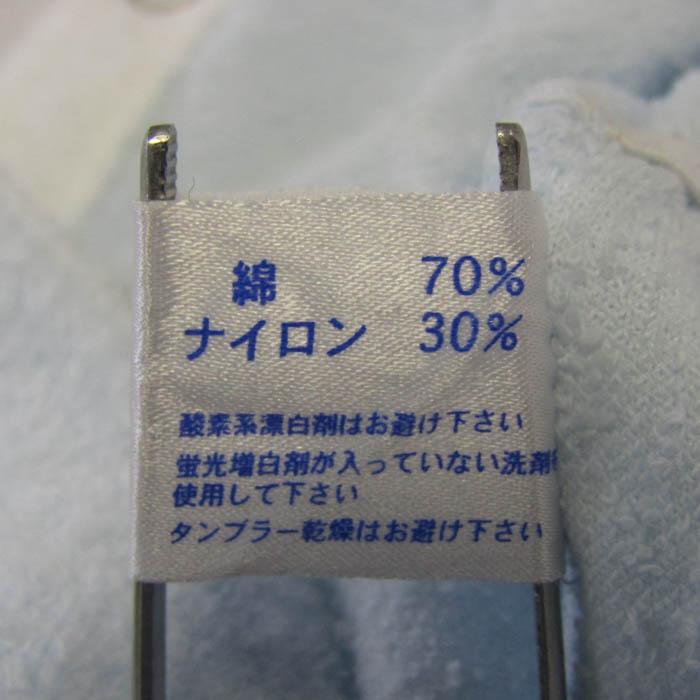 綿 70%
ナイロン 30%
酸素系漂白剤はお避け下さい
蛍光増白剤が入っていない洗剤を
使用して下さい
タンブラー乾燥はお避け下さい